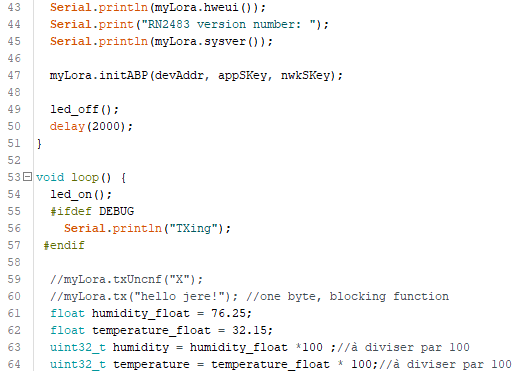 43 Serial.println(myLora.hweui());
44 Serial.print("RN2483 version number: ");
45 Serial.println(myLora.sysver());
46
47 myLora.initABP(devAddr, appSKey, nwkSKey);
48
49 led_off();
50 delay(2000);
51 }
52
53 void loop() {
54 led_on();
55 #ifdef DEBUG
56 Serial.println("TXing");
57 #endif
58
59 //myLora.txUncnf("X");
60 //myLora.tx("hello jere!"); //one byte, blocking function
61 float humidity_float = 76.25;
62 float temperature_float = 32.15;
63 uint32_t humidity = humidity_float *100 ;//à diviser par 100
64 uint32_t temperature = temperature_float * 100;//à diviser par 100